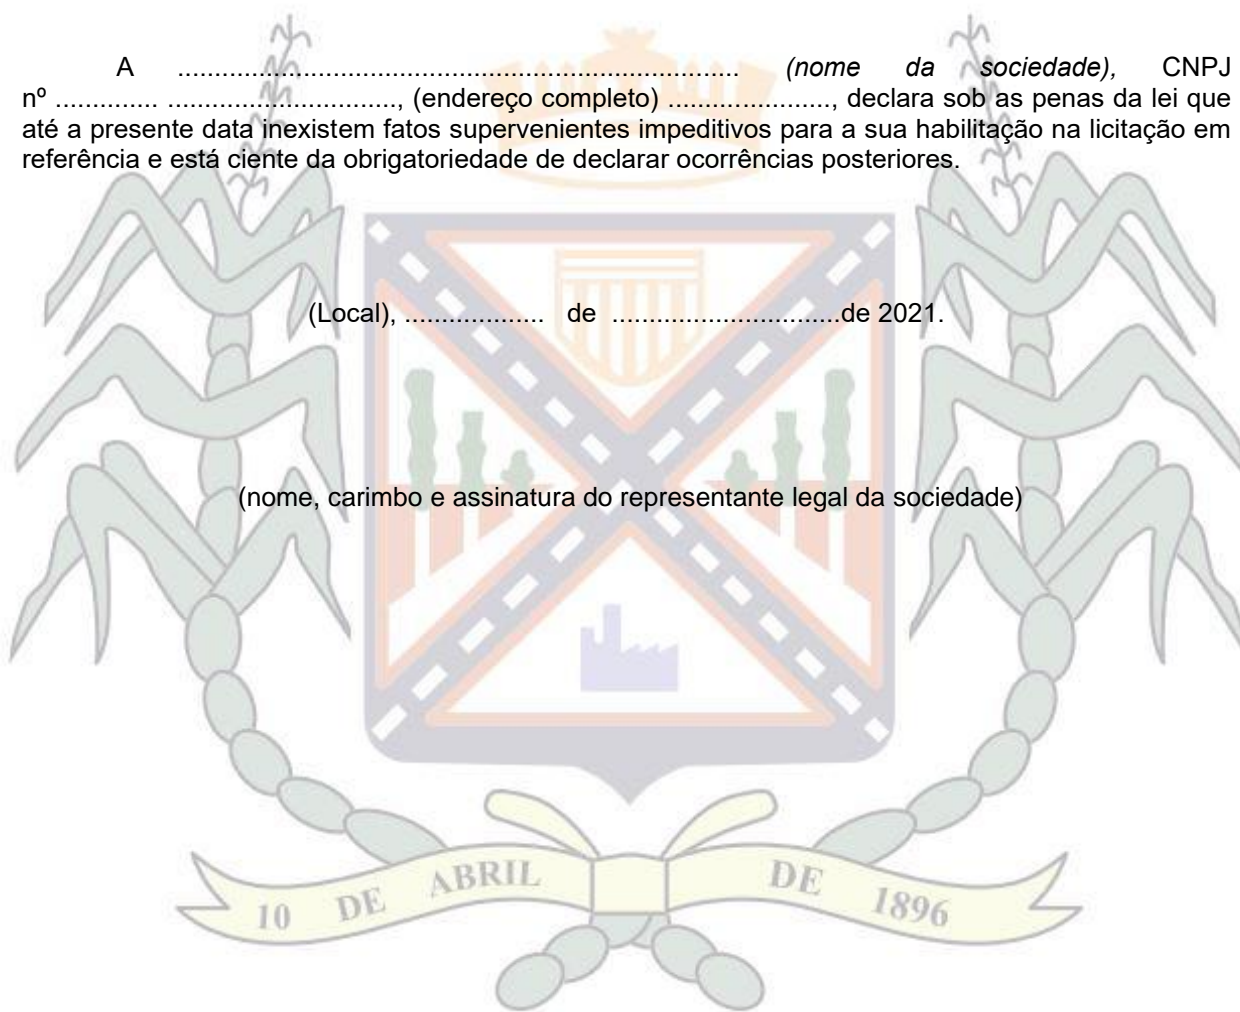 A ............................................................................ (nome da sociedade), CNPJ
nº .............. ..............................., (endereço completo) ......................, declara sob as penas da lei que
até a presente data inexistem fatos supervenientes impeditivos para a sua habilitação na licitação em
referência e está ciente da obrigatoriedade de declarar ocorrências posteriores.
(Local), ................... de ...............................de 2021.
(nome, carimbo e assinatura do representante legal da sociedade)
10 DE ABRIL DE 1896